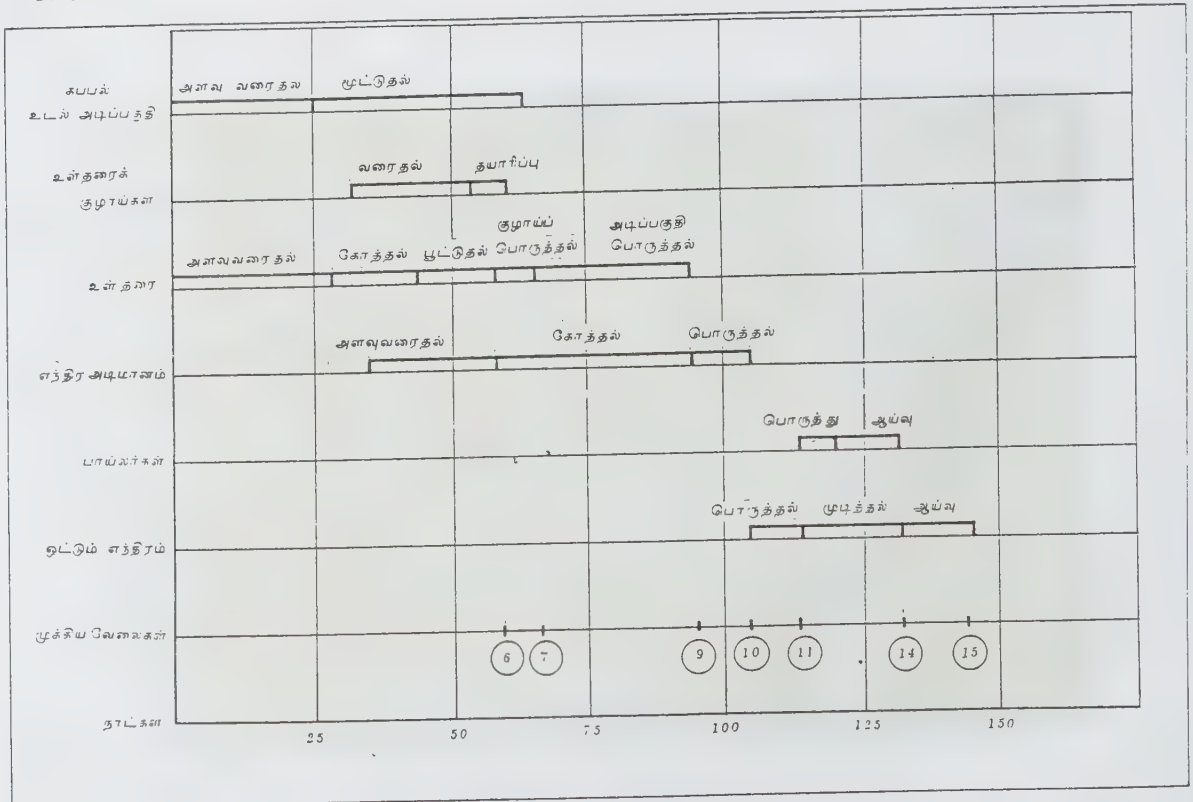 அளவு வரைதல் மூட்டுதல்
கப்பல்
உடல் அடிப்பகுதி
வரைதல் தயாரிப்பு
உள்தரைக்
குழாய்கள்
குழாய்ப் அடிப்பகுதி
அளவுவரைதல் கோத்தல் பூட்டுதல் பொருத்தல் பொருத்தல்
உள்தரை
அளவுவரைதல் கோத்தல் பொருத்தல்
எந்திர அடிமானம்
பொருத்து ஆய்வு
பாய்லர்கள்
பொருத்தல் முடித்தல் ஆய்வு
ஓட்டும் எந்திரம்
முக்கிய வேலைகள்
6 7 9 10 11 14 15
நாட்கள்
25 50 75 100 125 150